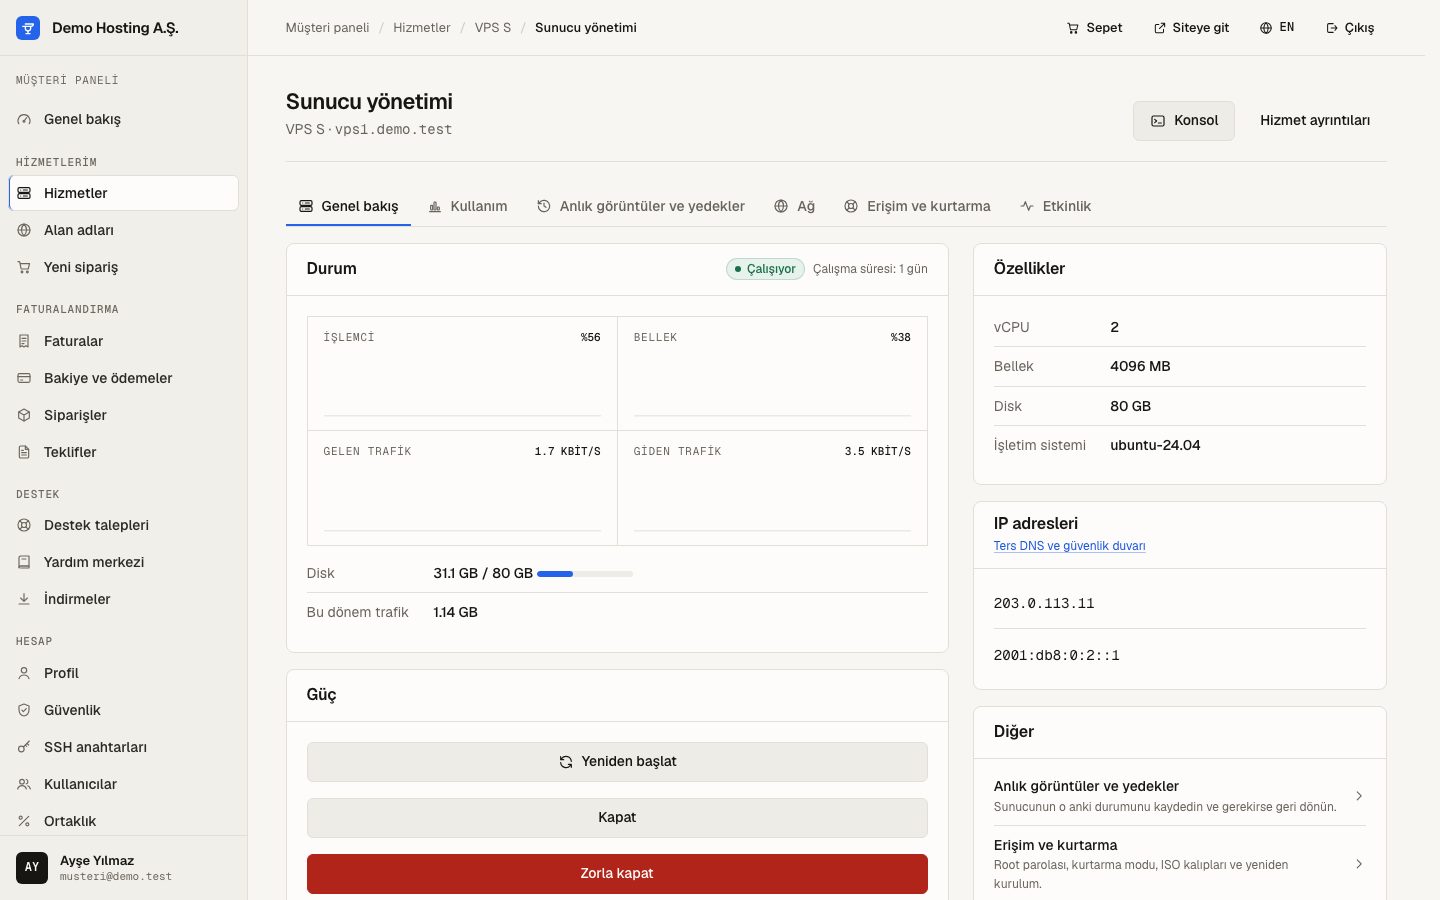 Demo Hosting A.Ş.
MÜŞTERİ PANELİ
Genel bakış
HİZMETLERİM
Hizmetler
Alan adları
Yeni sipariş
FATURALANDIRMA
Faturalar
Bakiye ve ödemeler
Siparişler
Teklifler
DESTEK
Destek talepleri
Yardım merkezi
İndirmeler
HESAP
Profil
Güvenlik
SSH anahtarları
Kullanıcılar
Ortaklık
AY
Ayşe Yılmaz
musteri@demo.test
Müşteri paneli / Hizmetler / VPS S / Sunucu yönetimi
Sepet
Siteye git
EN
Çıkış
Sunucu yönetimi
VPS S · vps1.demo.test
Konsol
Hizmet ayrıntıları
Genel bakış
Kullanım
Anlık görüntüler ve yedekler
Ağ
Erişim ve kurtarma
Etkinlik
Durum
Çalışıyor
Çalışma süresi: 1 gün
İŞLEMCİ %56
BELLEK %38
GELEN TRAFİK 1.7 KBİT/S
GİDEN TRAFİK 3.5 KBİT/S
Disk 31.1 GB / 80 GB
Bu dönem trafik 1.14 GB
Güç
Yeniden başlat
Kapat
Zorla kapat
Özellikler
vCPU 2
Bellek 4096 MB
Disk 80 GB
İşletim sistemi ubuntu-24.04
IP adresleri
Ters DNS ve güvenlik duvarı
203.0.113.11
2001:db8:0:2::1
Diğer
Anlık görüntüler ve yedekler
Sunucunun o anki durumunu kaydedin ve gerekirse geri dönün.
Erişim ve kurtarma
Root parolası, kurtarma modu, ISO kalıpları ve yeniden
kurulum.